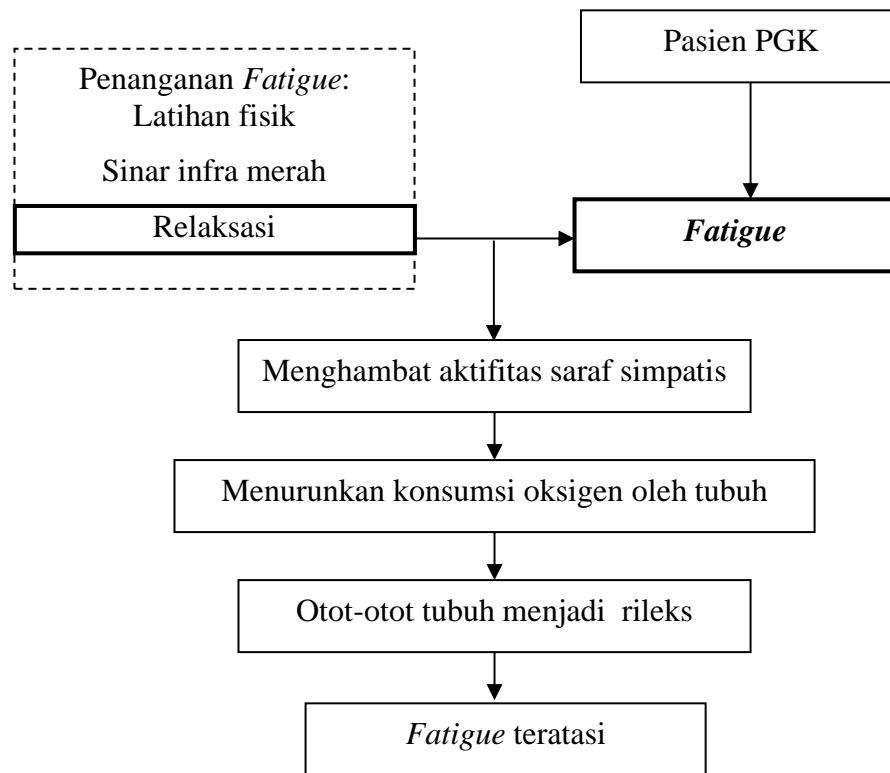 Pasien PGK
Penanganan Fatigue:
Latihan fisik
Sinar infra merah
Relaksasi
Fatigue
Menghambat aktifitas saraf simpatis
Menurunkan konsumsi oksigen oleh tubuh
Otot-otot tubuh menjadi rileks
Fatigue teratasi